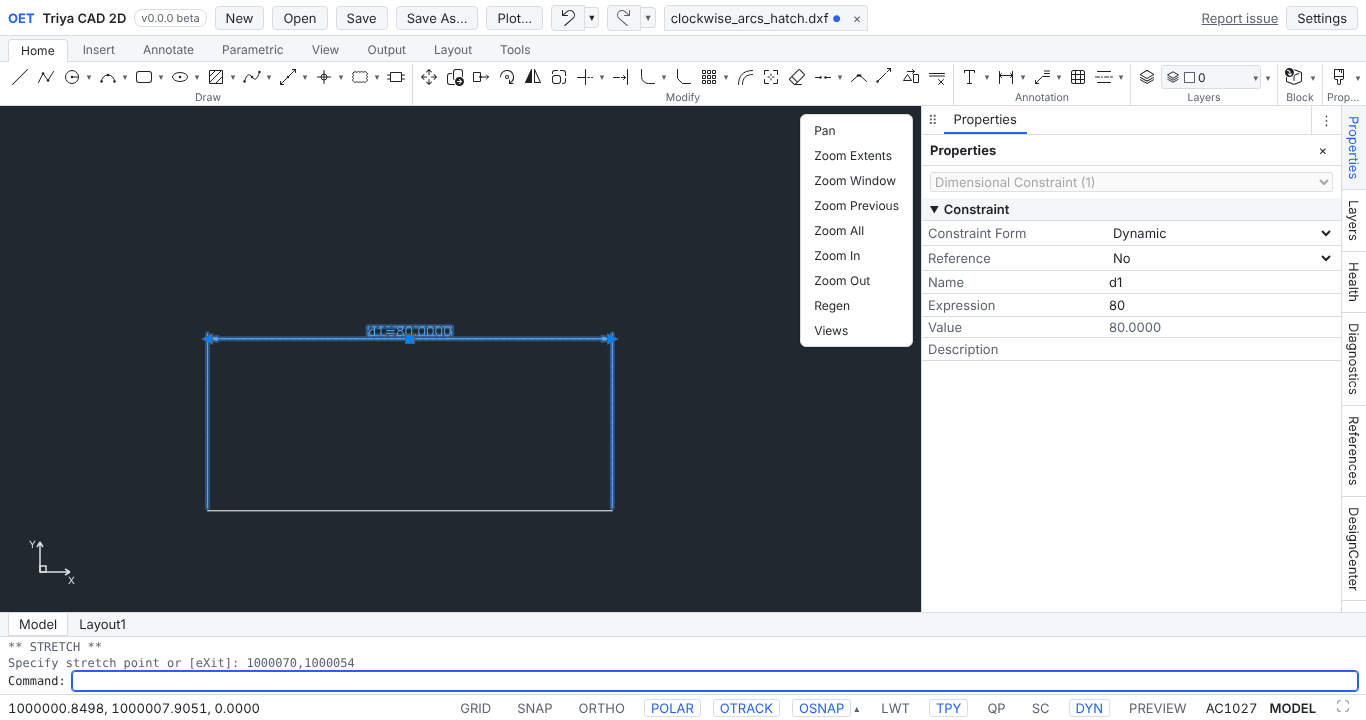 OET Triya CAD 2D v0.0.0 beta New Open Save Save As... Plot... clockwise_arcs_hatch.dxf × Report issue Settings
Home Insert Annotate Parametric View Output Layout Tools
0
Draw Modify Annotation Layers Block Prop...
Pan
Zoom Extents
Zoom Window
Zoom Previous
Zoom All
Zoom In
Zoom Out
Regen
Views
d1=80.0000
Y
X
Properties
Properties ×
Dimensional Constraint (1)
Constraint
Constraint Form Dynamic
Reference No
Name d1
Expression 80
Value 80.0000
Description
Properties
Layers
Health
Diagnostics
References
DesignCenter
Model Layout1
** STRETCH **
Specify stretch point or [eXit]: 1000070,1000054
Command:
1000000.8498, 1000007.9051, 0.0000 GRID SNAP ORTHO POLAR OTRACK OSNAP LWT TPY QP SC DYN PREVIEW AC1027 MODEL